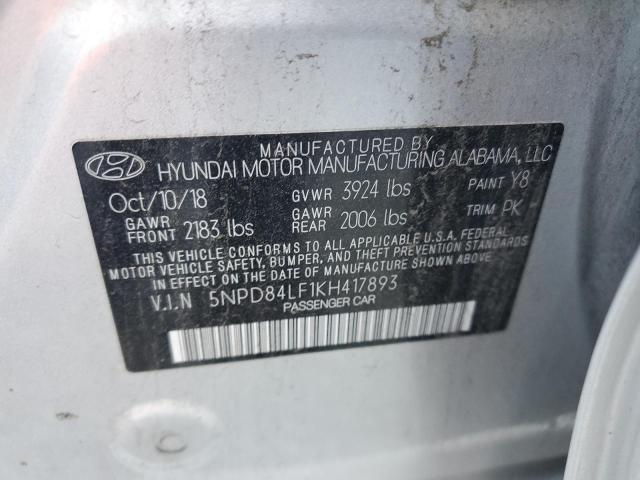 MANUFACTURED BY
HYUNDAI MOTOR MANUFACTURING ALABAMA, LLC
Oct/10/18 GVWR 3924 lbs PAINT Y8
GAWR FRONT 2183 lbs GAWR REAR 2006 lbs TRIM PK
THIS VEHICLE CONFORMS TO ALL APPLICABLE U.S.A. FEDERAL
MOTOR VEHICLE SAFETY, BUMPER, AND THEFT PREVENTION STANDARDS
IN EFFECT ON THE DATE OF MANUFACTURE SHOWN ABOVE.
V.I.N 5NPD84LF1KH417893
PASSENGER CAR